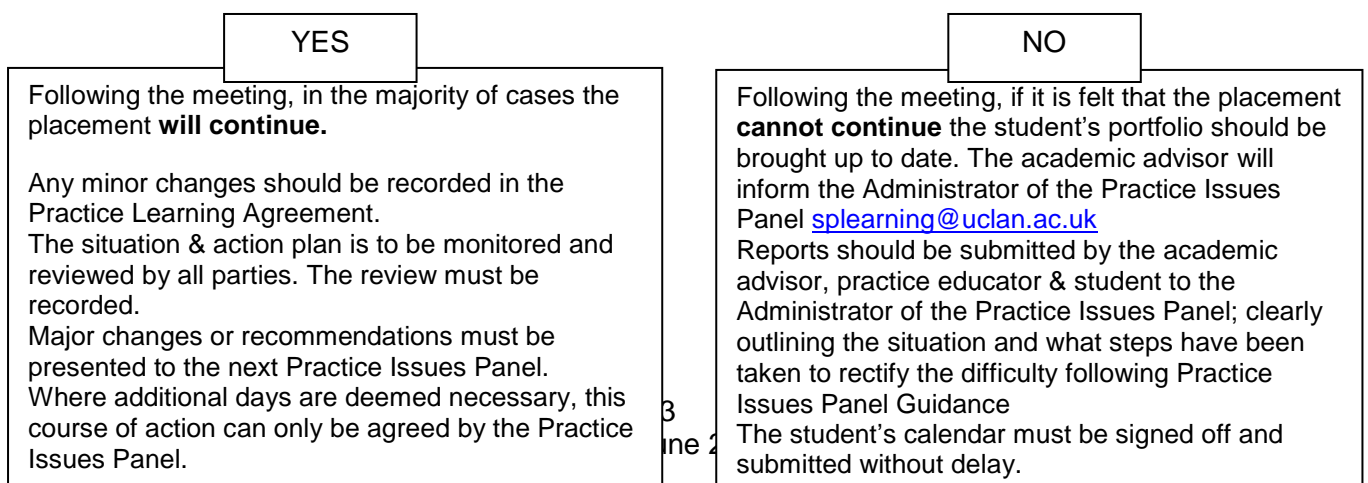 YES
Following the meeting, in the majority of cases the
placement will continue.
Any minor changes should be recorded in the
Practice Learning Agreement.
The situation & action plan is to be monitored and
reviewed by all parties. The review must be
recorded.
Major changes or recommendations must be
presented to the next Practice Issues Panel.
Where additional days are deemed necessary, this
course of action can only be agreed by the Practice
Issues Panel.
NO
Following the meeting, if it is felt that the placement
cannot continue the student's portfolio should be
brought up to date. The academic advisor will
inform the Administrator of the Practice Issues
Panel splearning@uclan.ac.uk
Reports should be submitted by the academic
advisor, practice educator & student to the
Administrator of the Practice Issues Panel; clearly
outlining the situation and what steps have been
taken to rectify the difficulty following Practice
Issues Panel Guidance
The student's calendar must be signed off and
submitted without delay.